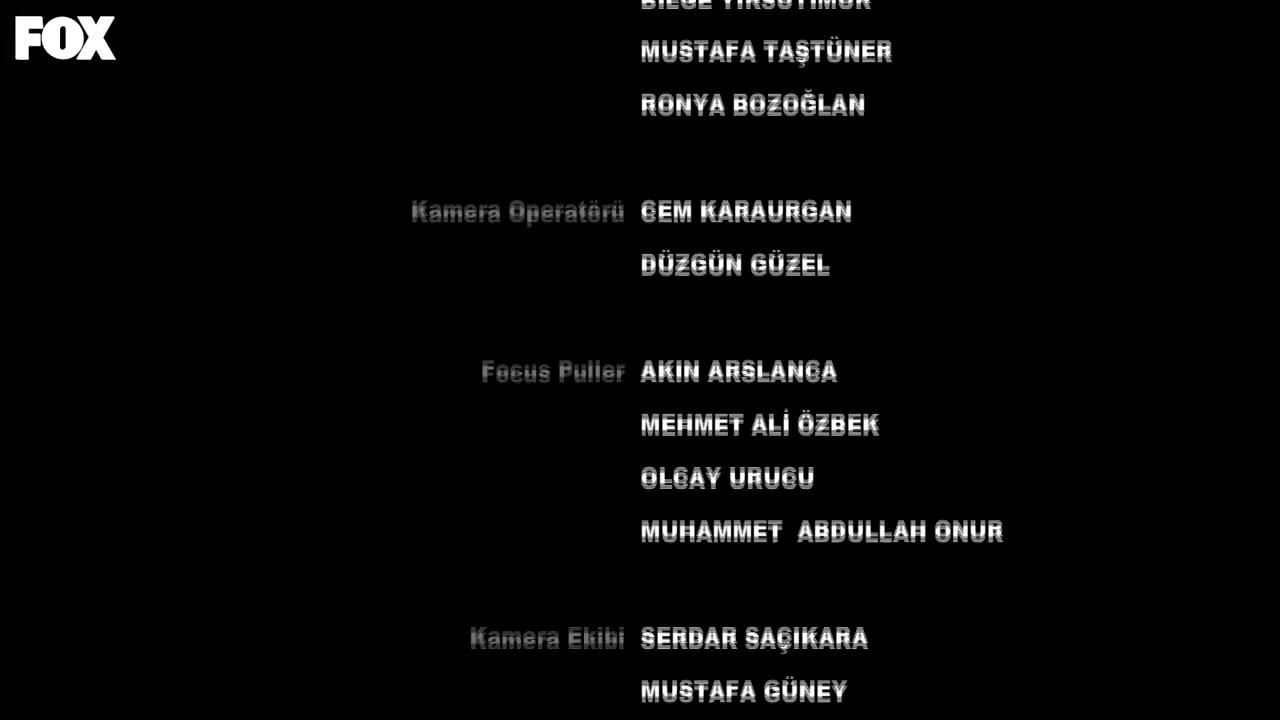 FOX
MUSTAFA TAŞTÜNER
RONYA BOZOĞLAN
Kamera Operatörü CEM KARAURGAN
DÜZGÜN GÜZEL
Focus Puller AKIN ARSLANCA
MEHMET ALİ ÖZBEK
OLCAY URUCU
MUHAMMET ABDULLAH ONUR
Kamera Ekibi SERDAR SAÇIKARA
MUSTAFA GÜNEY